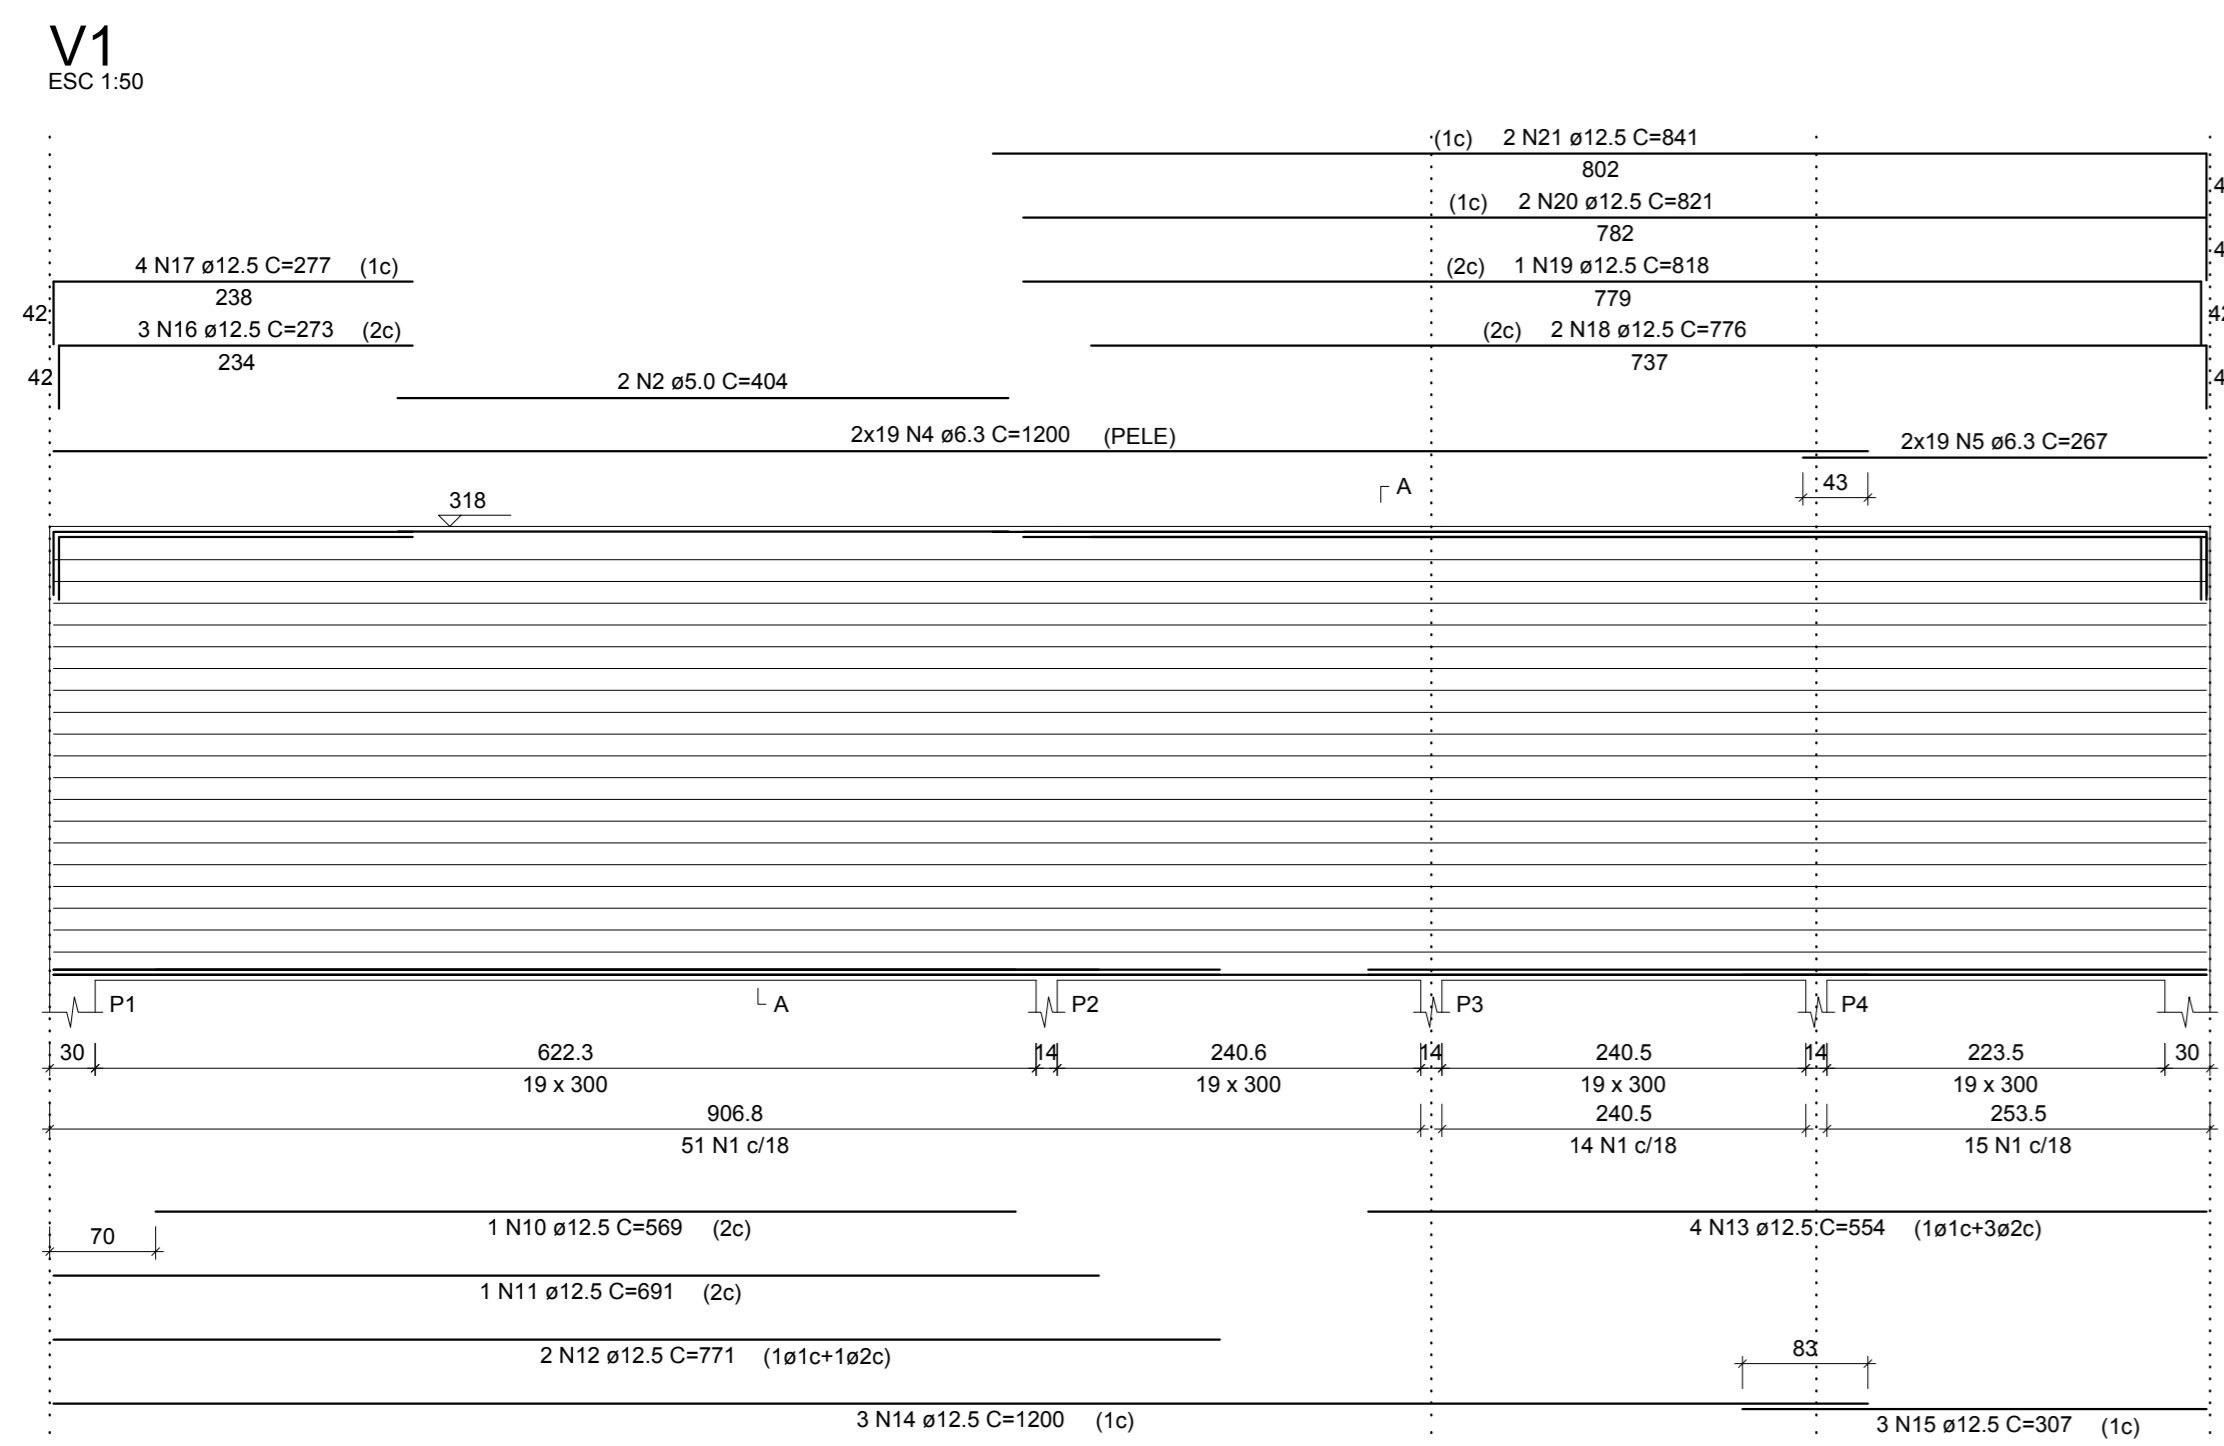 V1
ESC 1:50
(1c) 2 N21 ø12.5 C=841
802
(1c) 2 N20 ø12.5 C=821
782
4 N17 ø12.5 C=277 (1c)
(2c) 1 N19 ø12.5 C=818
238
779
42
3 N16 ø12.5 C=273 (2c)
(2c) 2 N18 ø12.5 C=776
234
737
42
2 N2 ø5.0 C=404
2x19 N4 ø6.3 C=1200 (PELE)
2x19 N5 ø6.3 C=267
43
A
318
P1
A
P2
P3
P4
30 622.3 14 240.6 14 240.5 14 223.5 30
19 x 300 19 x 300 19 x 300 19 x 300
906.8 240.5 253.5
51 N1 c/18 14 N1 c/18 15 N1 c/18
1 N10 ø12.5 C=569 (2c)
4 N13 ø12.5 C=554 (1ø1c+3ø2c)
70
1 N11 ø12.5 C=691 (2c)
2 N12 ø12.5 C=771 (1ø1c+1ø2c)
83
3 N14 ø12.5 C=1200 (1c)
3 N15 ø12.5 C=307 (1c)